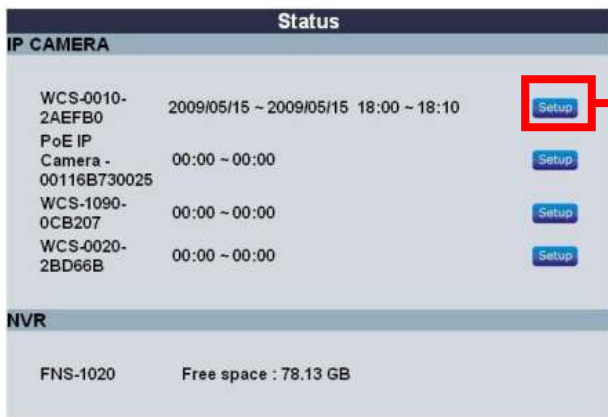 Status
IP CAMERA
WCS-0010-
2AEFB0
2009/05/15 ~ 2009/05/15 18:00 ~ 18:10
Setup
PoE IP
Camera -
00116B730025
00:00 ~ 00:00
Setup
WCS-1090-
0CB207
00:00 ~ 00:00
Setup
WCS-0020-
2BD66B
00:00 ~ 00:00
Setup
NVR
FNS-1020
Free space : 78.13 GB